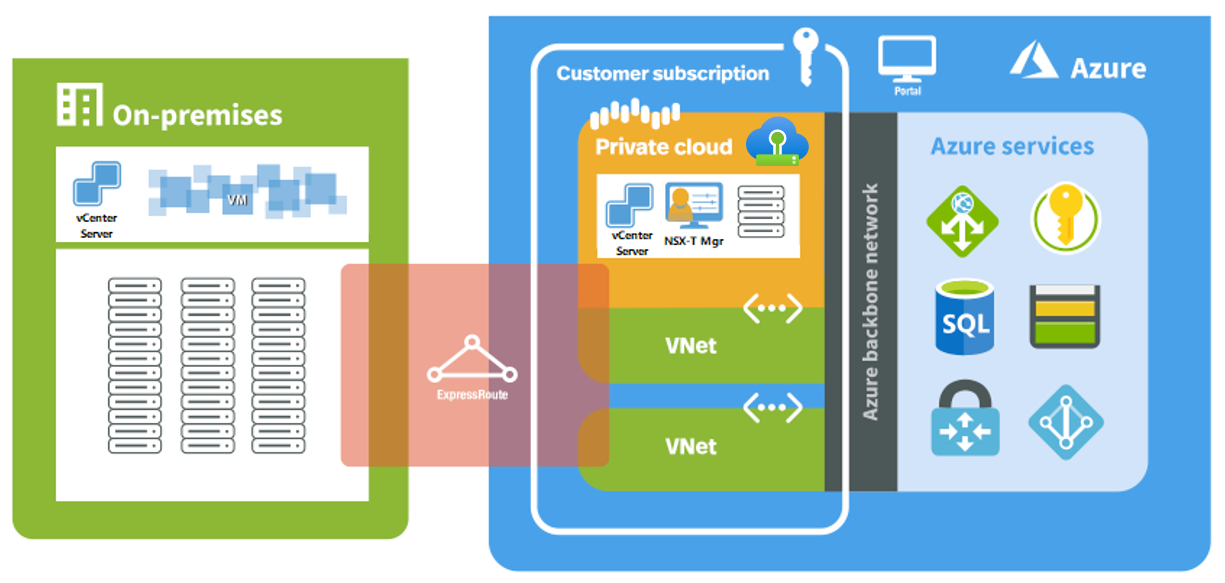 On-premises
vCenter
Server
VM
ExpressRoute
Customer subscription
Portal
Azure
Private cloud
vCenter
Server
NSX-T Mgr
VNet
VNet
Azure backbone network
Azure services
SQL